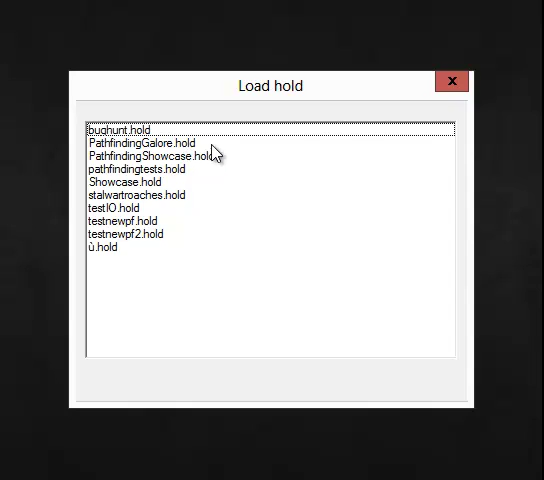 Load hold
x
bughunt.hold
PathfindingGalore.hold
PathfindingShowcase.hold
pathfindingtests.hold
Showcase.hold
stalwartroaches.hold
testIO.hold
testnewpf.hold
testnewpf2.hold
ù.hold